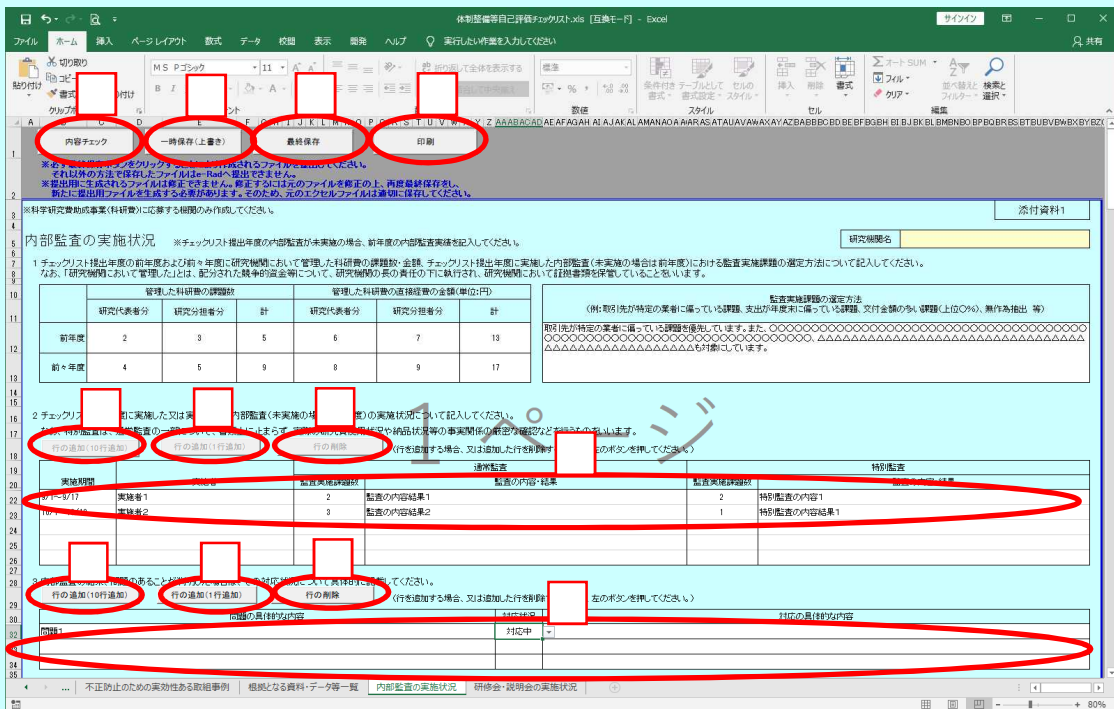 体制整備等自己評価チェックリスト.xls [互換モード] - Excel
サインイン
ファイル ホーム 挿入 ページレイアウト 数式 データ 校閲 表示 開発 ヘルプ 実行したい作業を入力してください 共有
切り取り
貼り付け
MS Pゴシック 11
折り返して全体を表示する
標準
条件付き書式 テーブルとして書式設定 セルのスタイル
挿入 削除 書式
オート SUM
フィル
クリア
並べ替えとフィルター 検索と選択
数値 スタイル セル 編集
内容チェック 一時保存(上書き) 最終保存 印刷
それ以外の方法で保存したファイルはe-Radへ提出できません。
※提出用に生成されるファイルは修正できません。修正するには元のファイルを修正の上、再度最終保存をし、
新たに提出用ファイルを生成する必要があります。そのため、元のエクセルファイルは適切に保存してください。
※科学研究費助成事業(科研費)に応募する機関のみ作成してください。
添付資料1
内部監査の実施状況 ※チェックリスト提出年度の内部監査が未実施の場合、前年度の内部監査実績を記入してください。
研究機関名
1 チェックリスト提出年度の前年度および前々年度に研究機関において管理した科研費の課題数・金額、チェックリスト提出年度に実施した内部監査(未実施の場合は前年度)における監査実施課題の選定方法について記入してください。
なお、「研究機関において管理した」とは、配分された競争的資金等について、研究機関の長の責任の下に執行され、研究機関において証拠書類を保管していることをいいます。
管理した科研費の課題数 管理した科研費の直接経費の金額(単位:円)
研究代表者分 研究分担者分 計 研究代表者分 研究分担者分 計
前年度 2 3 5 6 7 13
前々年度 4 5 9 8 9 17
監査実施課題の選定方法
(例:取引先が特定の業者に偏っている課題、支出が年度末に偏っている課題、交付金額の多い課題(上位○%)、無作為抽出 等)
取引先が特定の業者に偏っている課題を優先しています。また、
も対象にしています。
2 チェックリスト
度に実施した又は実
内部監査(未実施の場
度)の実施状況について記入してください。
1 ページ
行の追加(10行追加) 行の追加(1行追加) 行の削除
(行を追加する場合、又は追加した行を削除
左のボタンを押してください。)
通常監査 特別監査
実施期間 監査実施課題数 監査の内容・結果 監査実施課題数
9/1~9/17 実施者1 2 監査の内容結果1 2 特別監査の内容1
実施者2 3 監査の内容結果2 1 特別監査の内容結果1
行の追加(10行追加) 行の追加(1行追加) 行の削除
(行を追加する場合、又は追加した行を削除
左のボタンを押してください。)
問題の具体的な内容 対応状況 対応の具体的な内容
問題1 対応中
... 不正防止のための実効性ある取組事例 根拠となる資料・データ等一覧 内部監査の実施状況 研修会・説明会の実施状況
80%